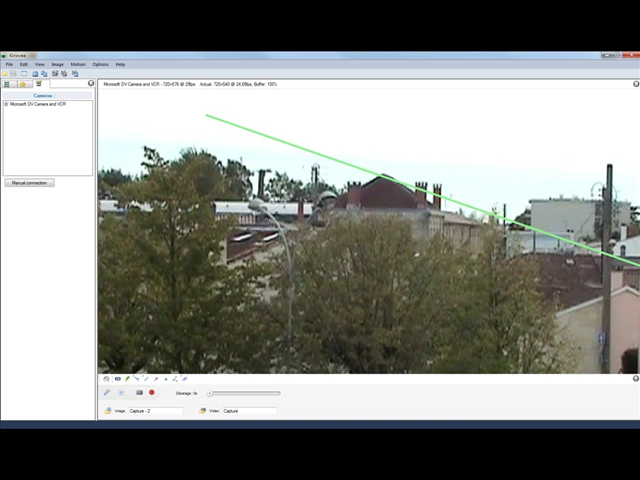 Kinovea
File Edit View Image Motion Options Help
Microsoft DV Camera and VCR - 720×576 @ 25fps Actual: 720×540 @ 24.69fps, Buffer: 100%
Cameras
Microsoft DV Camera and VCR
Manual connection
Image: Capture - 2
Video: Capture